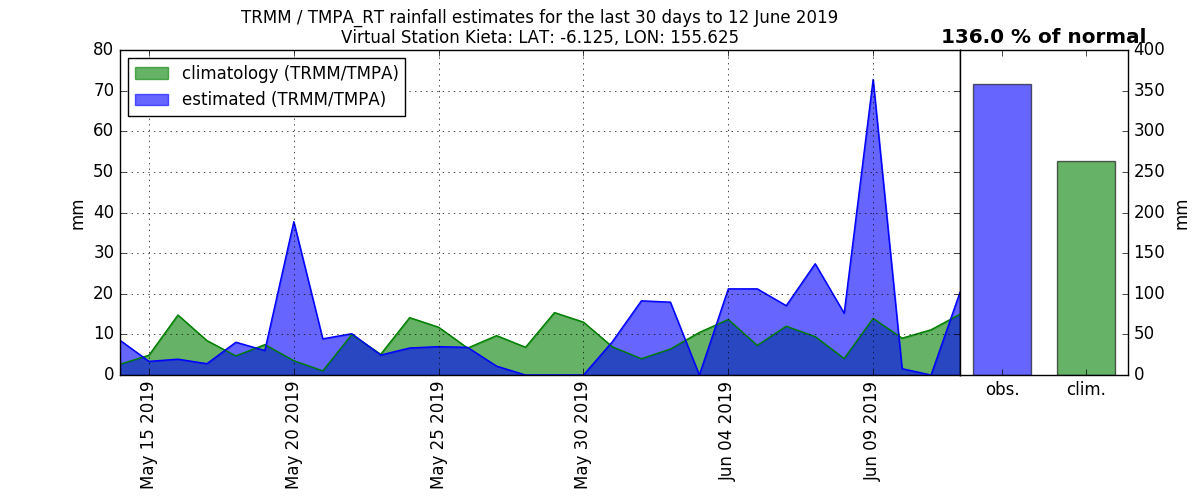 TRMM / TMPA_RT rainfall estimates for the last 30 days to 12 June 2019
Virtual Station Kieta: LAT: -6.125, LON: 155.625
136.0 % of normal
climatology (TRMM/TMPA)
estimated (TRMM/TMPA)
80
70
60
50
40
30
20
10
0
mm
May 15 2019
May 20 2019
May 25 2019
May 30 2019
Jun 04 2019
Jun 09 2019
400
350
300
250
200
150
100
50
0
mm
obs.
clim.